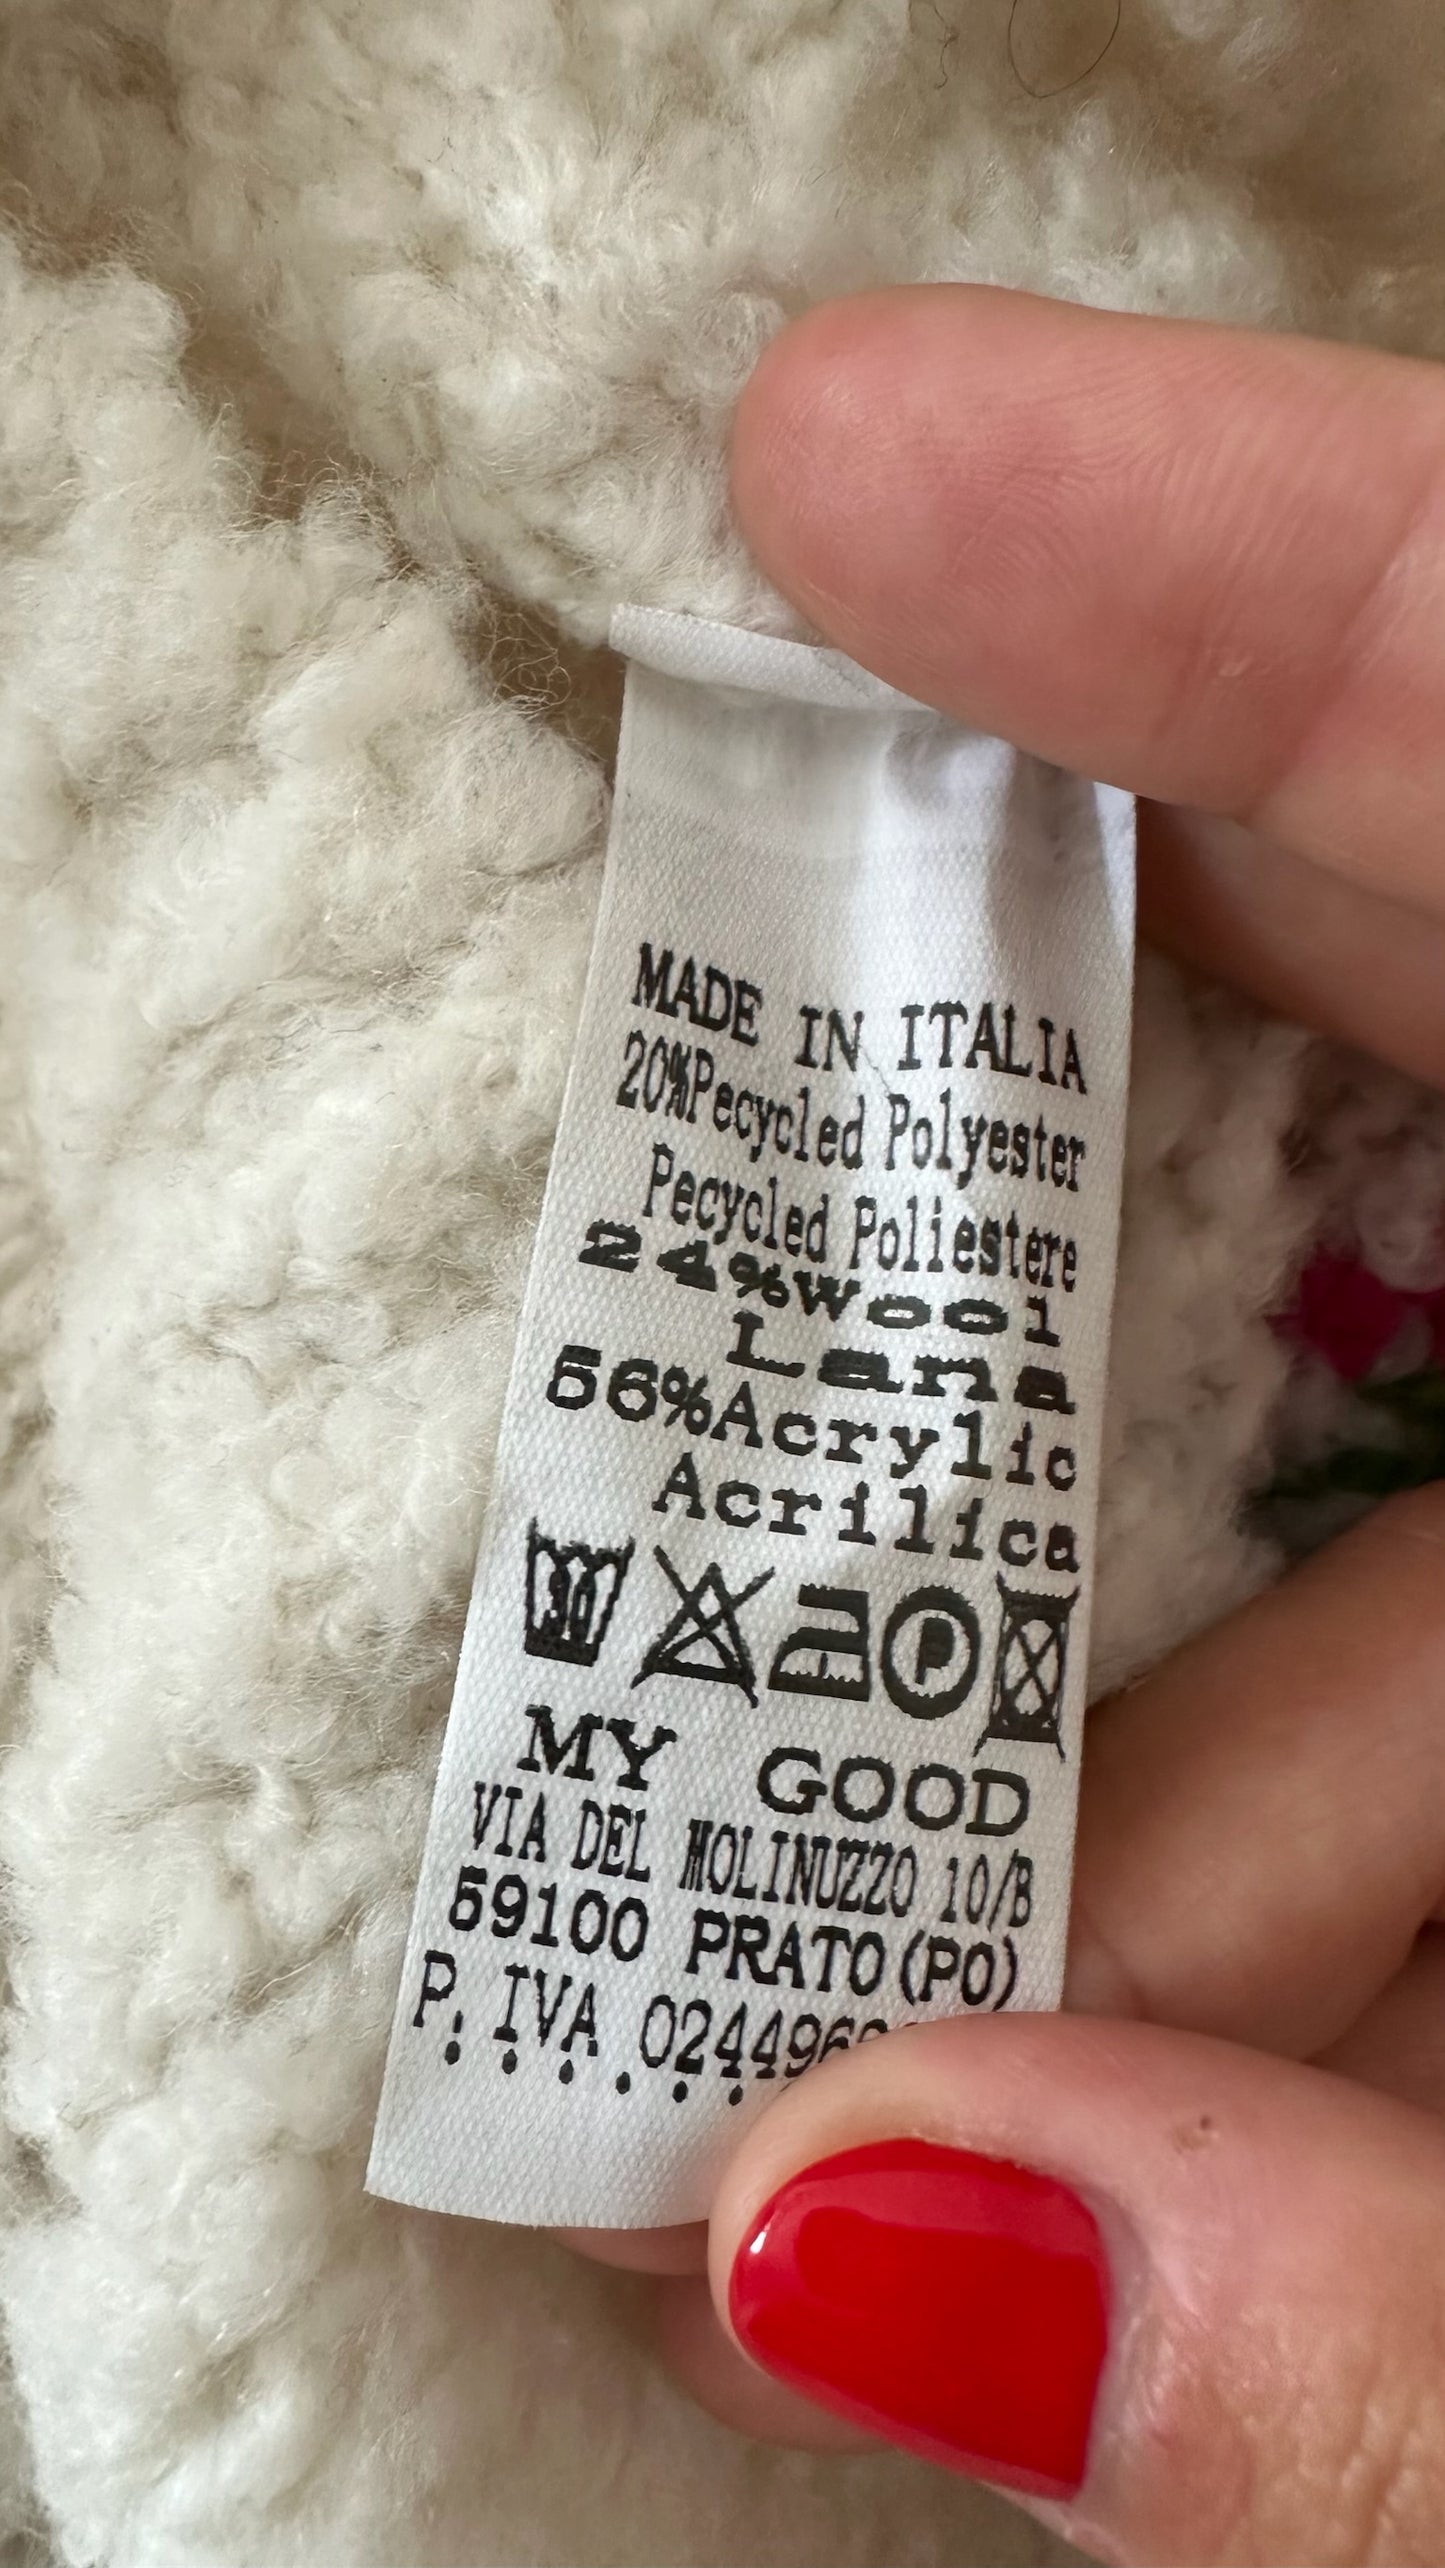 MADE IN ITALIA
20%Pecycled Polyester
Pecycled Poliestere
24%Wool
Lana
56%Acrylic
Acrilica
30
P
MY GOOD
VIA DEL MOLINUZZO 10/B
59100 PRATO(PO)
P. IVA